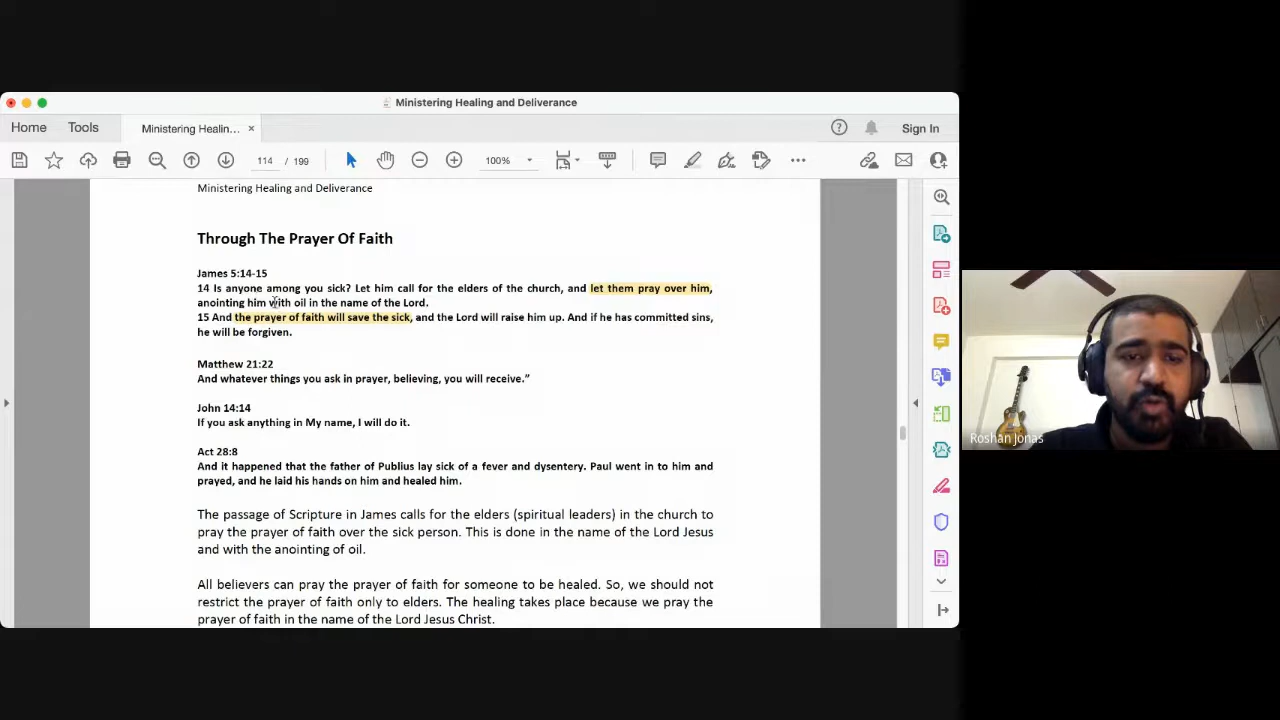 Ministering Healing and Deliverance
Home
Tools
Ministering Healin...
×
Sign In
114 / 199
100%
Ministering Healing and Deliverance
Through The Prayer Of Faith
James 5:14-15
14 Is anyone among you sick? Let him call for the elders of the church, and let them pray over him,
anointing him with oil in the name of the Lord.
15 And the prayer of faith will save the sick, and the Lord will raise him up. And if he has committed sins,
he will be forgiven.
Matthew 21:22
And whatever things you ask in prayer, believing, you will receive.”
John 14:14
If you ask anything in My name, I will do it.
Act 28:8
And it happened that the father of Publius lay sick of a fever and dysentery. Paul went in to him and
prayed, and he laid his hands on him and healed him.
The passage of Scripture in James calls for the elders (spiritual leaders) in the church to
pray the prayer of faith over the sick person. This is done in the name of the Lord Jesus
and with the anointing of oil.
All believers can pray the prayer of faith for someone to be healed. So, we should not
restrict the prayer of faith only to elders. The healing takes place because we pray the
prayer of faith in the name of the Lord Jesus Christ.
Roshan Jonas